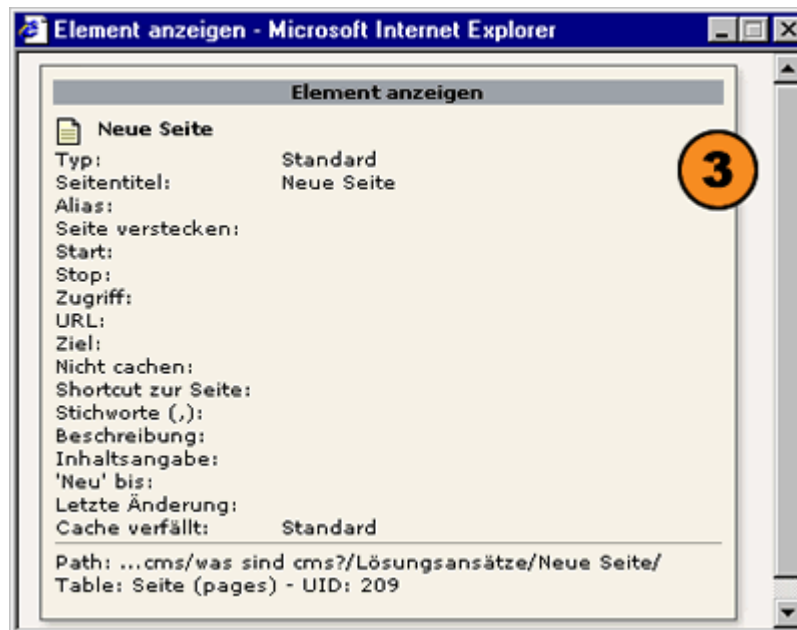 Element anzeigen - Microsoft Internet Explorer
Element anzeigen
Neue Seite
3
Typ: Standard
Seitentitel: Neue Seite
Alias:
Seite verstecken:
Start:
Stop:
Zugriff:
URL:
Ziel:
Nicht cachen:
Shortcut zur Seite:
Stichworte (,):
Beschreibung:
Inhaltsangabe:
'Neu' bis:
Letzte Änderung:
Cache verfällt: Standard
Path: ...cms/was sind cms?/Lösungsansätze/Neue Seite/
Table: Seite (pages) - UID: 209